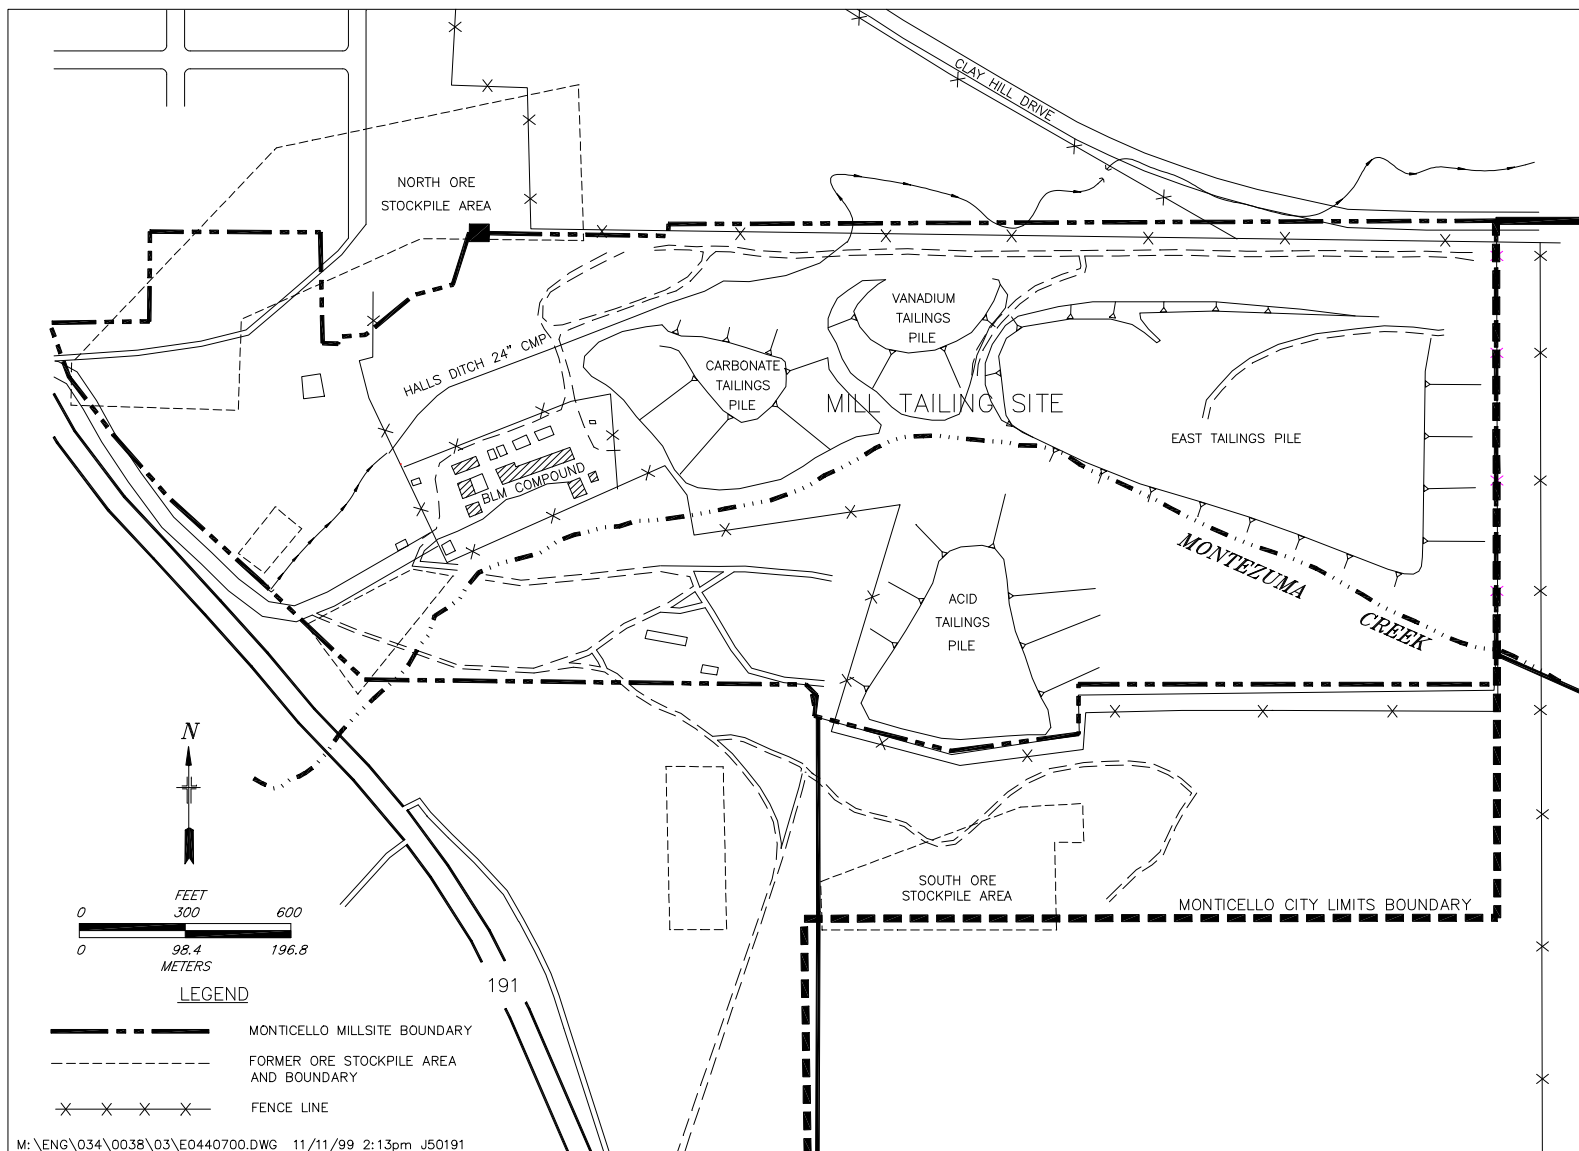 CLAY HILL DRIVE
NORTH ORE
STOCKPILE AREA
VANADIUM
TAILINGS
PILE
HALLS DITCH 24" CMP
CARBONATE
TAILINGS
PILE
MILL TAILING SITE
EAST TAILINGS PILE
BLM COMPOUND
MONTEZUMA
CREEK
ACID
TAILINGS
PILE
N
SOUTH ORE
STOCKPILE AREA
MONTICELLO CITY LIMITS BOUNDARY
FEET
0 300 600
0 98.4 196.8
METERS
191
LEGEND
MONTICELLO MILLSITE BOUNDARY
FORMER ORE STOCKPILE AREA
AND BOUNDARY
FENCE LINE
M:\ENG\034\0038\03\E0440700.DWG 11/11/99 2:13pm J50191